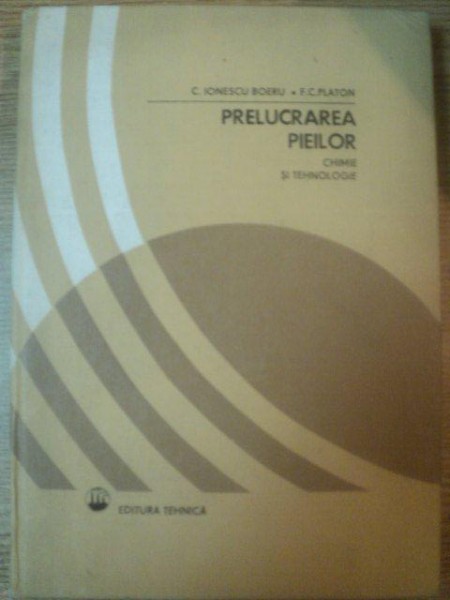 C. IONESCU BOERU • F.C. PLATON
PRELUCRAREA
PIEILOR
CHIMIE
ȘI TEHNOLOGIE
EDITURA TEHNICĂ